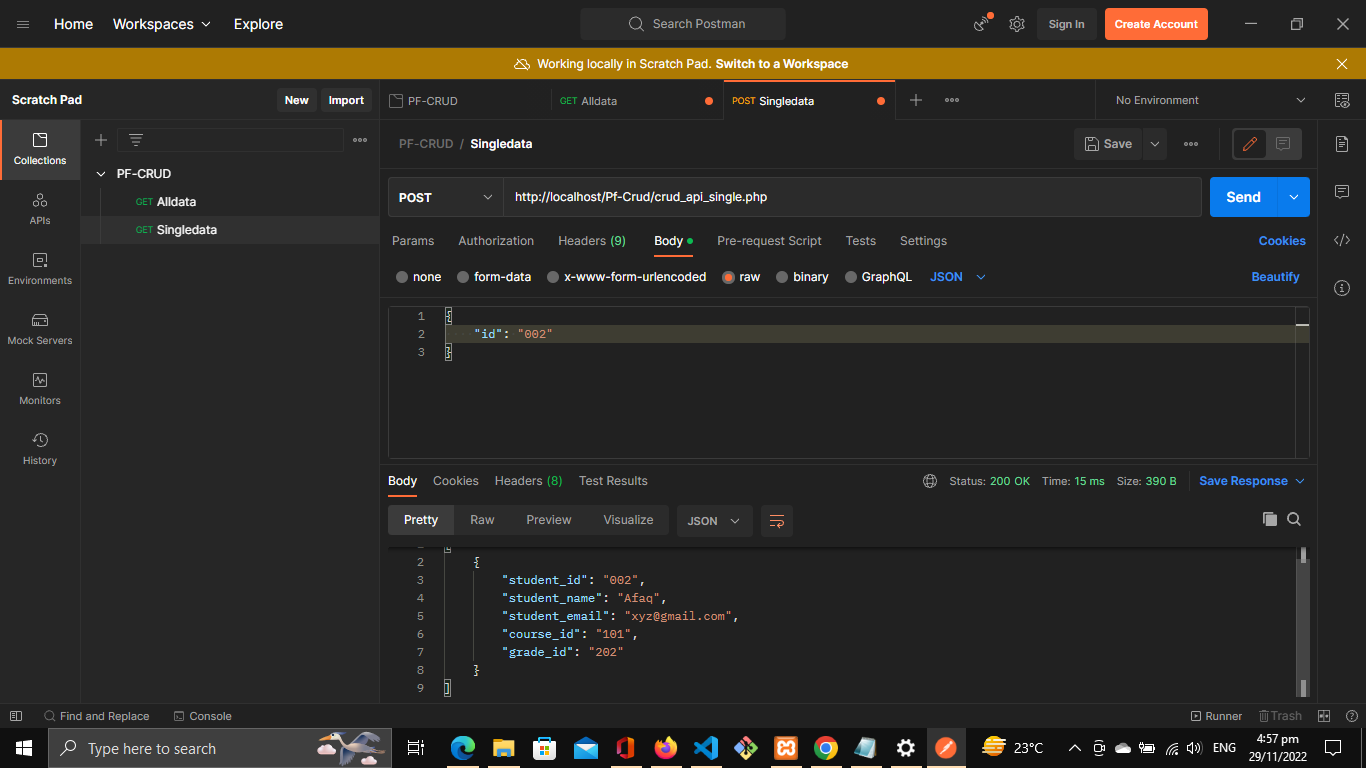 Home Workspaces Explore Search Postman Sign In Create Account
Working locally in Scratch Pad. Switch to a Workspace
Scratch Pad New Import PF-CRUD GET Alldata POST Singledata No Environment
Collections
APIs
Environments
Mock Servers
Monitors
History
PF-CRUD
GET Alldata
GET Singledata
PF-CRUD / Singledata Save
POST http://localhost/Pf-Crud/crud_api_single.php Send
Params Authorization Headers (9) Body Pre-request Script Tests Settings Cookies
none form-data x-www-form-urlencoded raw binary GraphQL JSON Beautify
1 {
2 "id": "002"
3 }
Body Cookies Headers (8) Test Results Status: 200 OK Time: 15 ms Size: 390 B Save Response
Pretty Raw Preview Visualize JSON
2 {
3 "student_id": "002",
4 "student_name": "Afaq",
5 "student_email": "xyz@gmail.com",
6 "course_id": "101",
7 "grade_id": "202"
8 }
9 ]
Find and Replace Console Runner Trash
Type here to search 23°C ENG 4:57 pm
29/11/2022